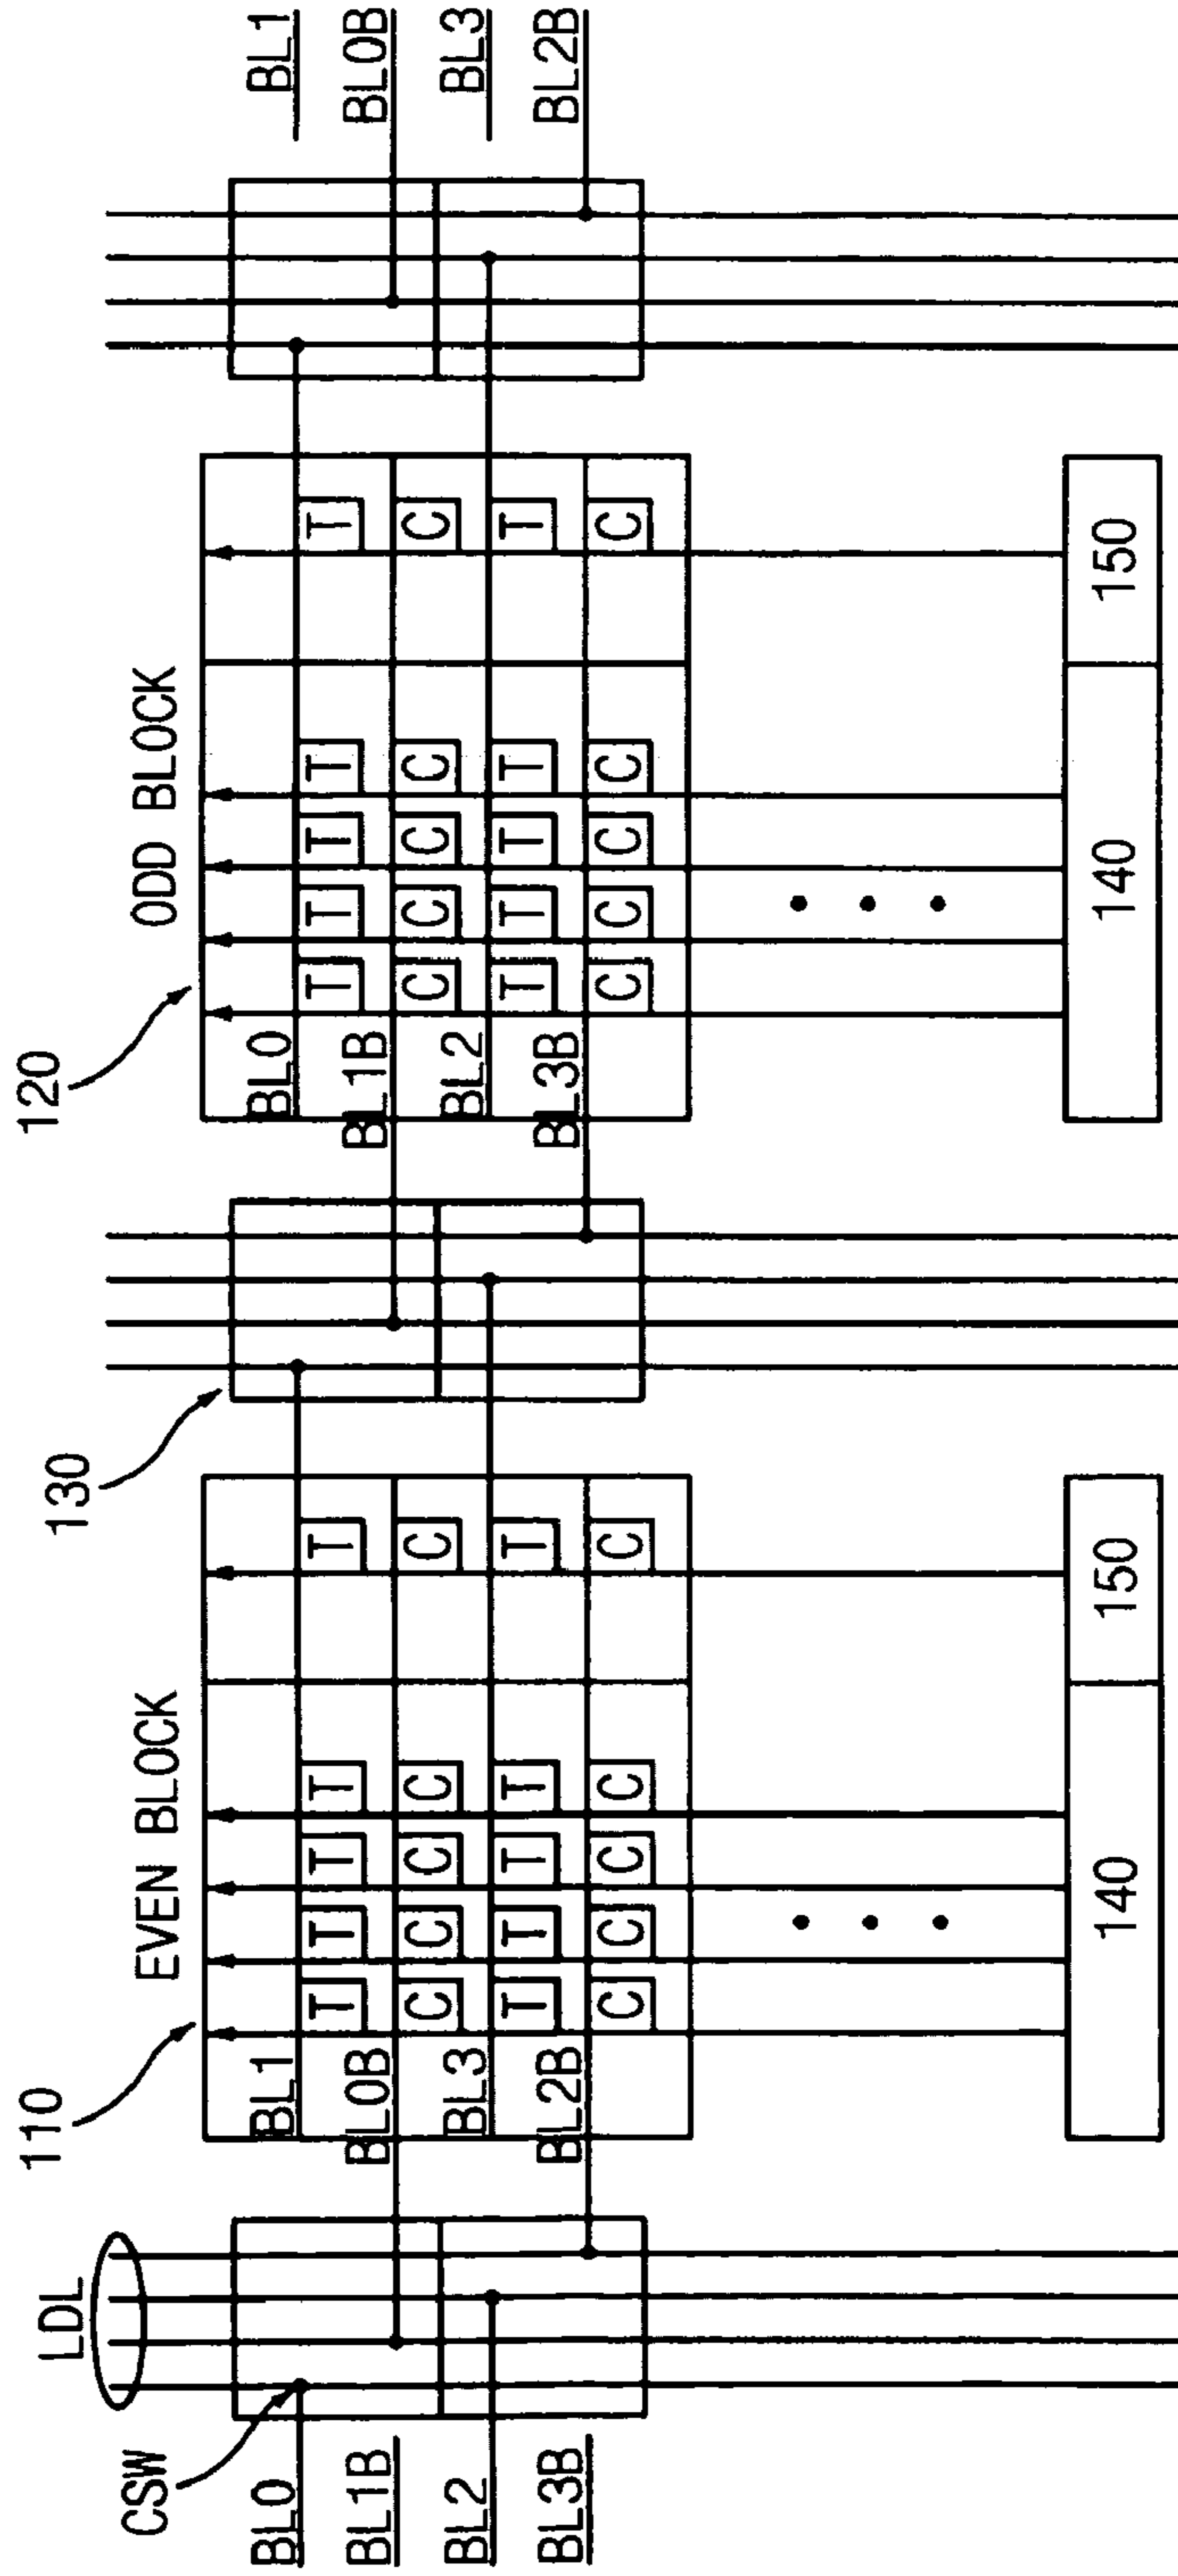 LDL
CSW
BL0
BL1B
BL2
BL3B
110
EVEN BLOCK
BL1
BL0B
BL3
BL2B
T T T T T
C C C C C
T T T T T
C C C C C
140
150
130
120
ODD BLOCK
BL0
BL1B
BL2
BL3B
T T T T T
C C C C C
T T T T T
C C C C C
140
150
BL1
BL0B
BL3
BL2B